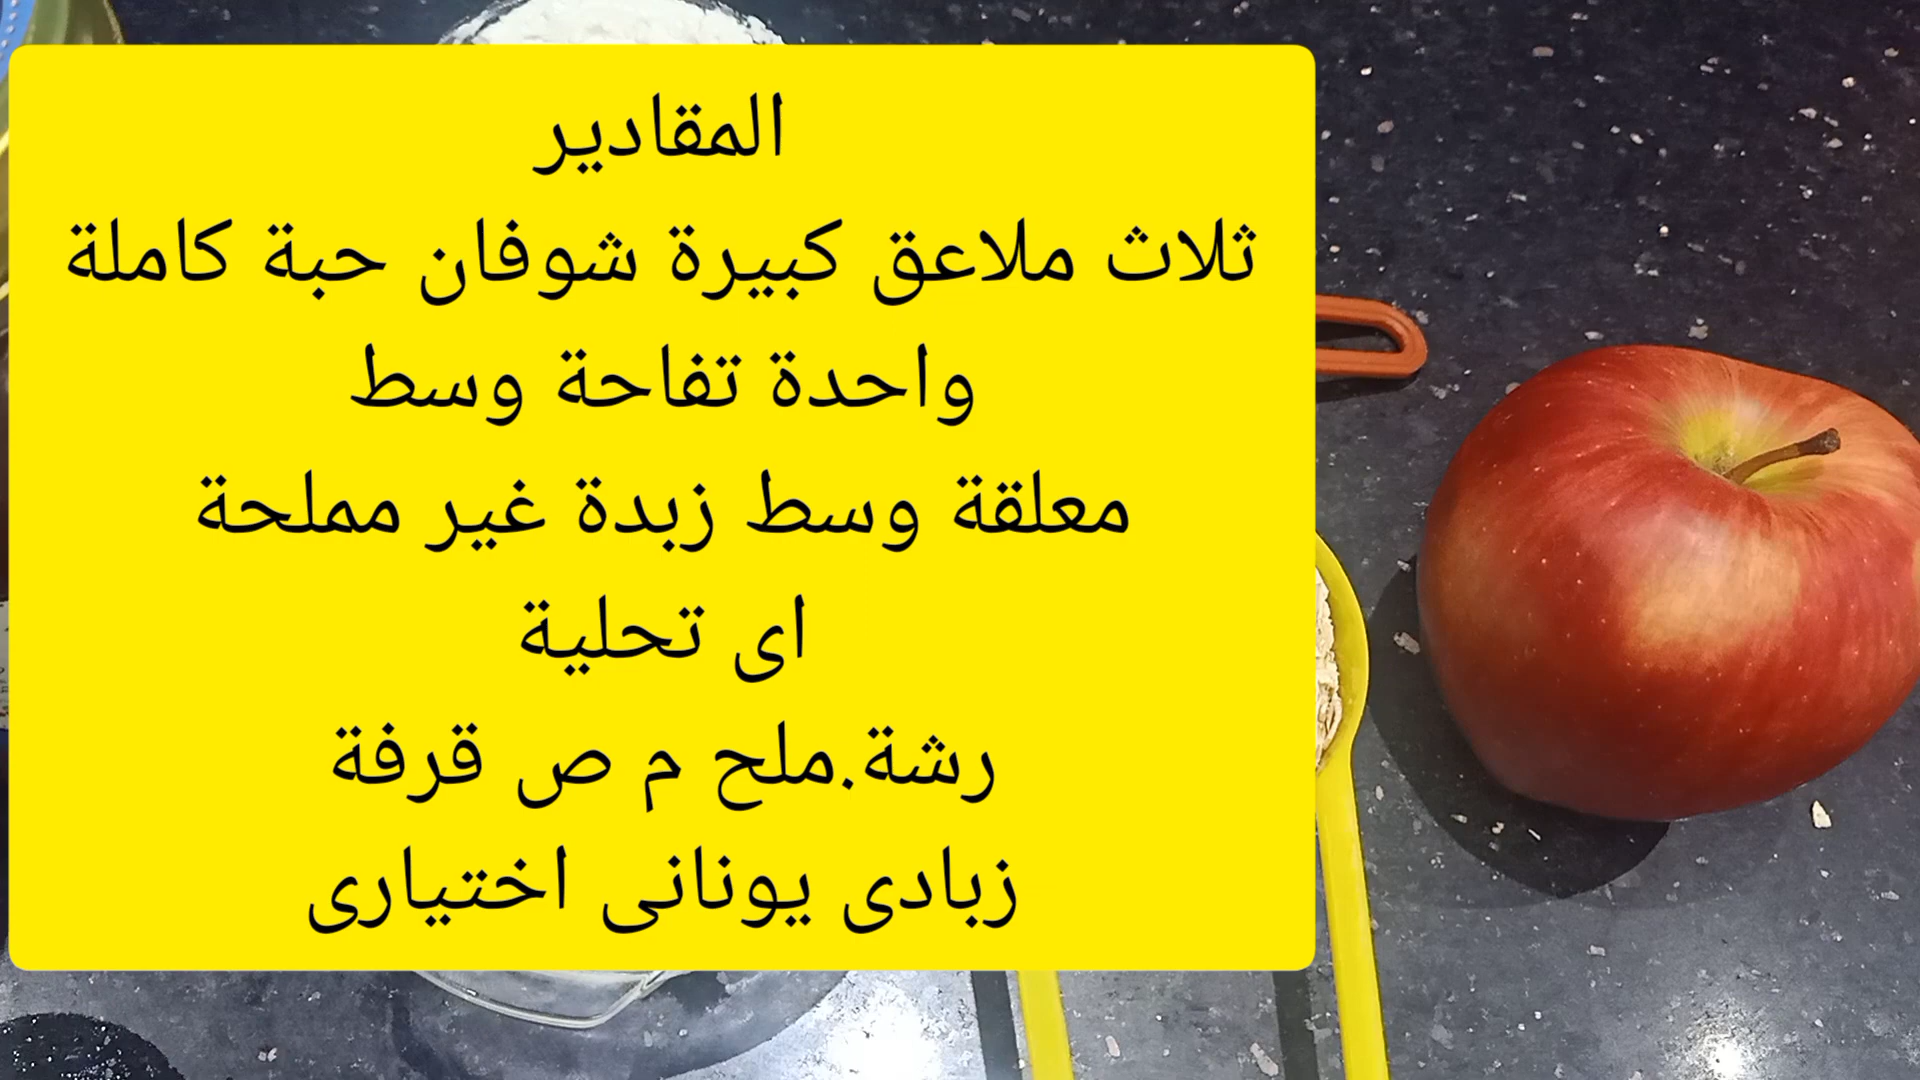 المقادير
ثلاث ملاعق كبيرة شوفان حبة كاملة
واحدة تفاحة وسط
معلقة وسط زبدة غير مملحة
اى تحلية
رشة.ملح م ص قرفة
زبادى يونانى اختيارى